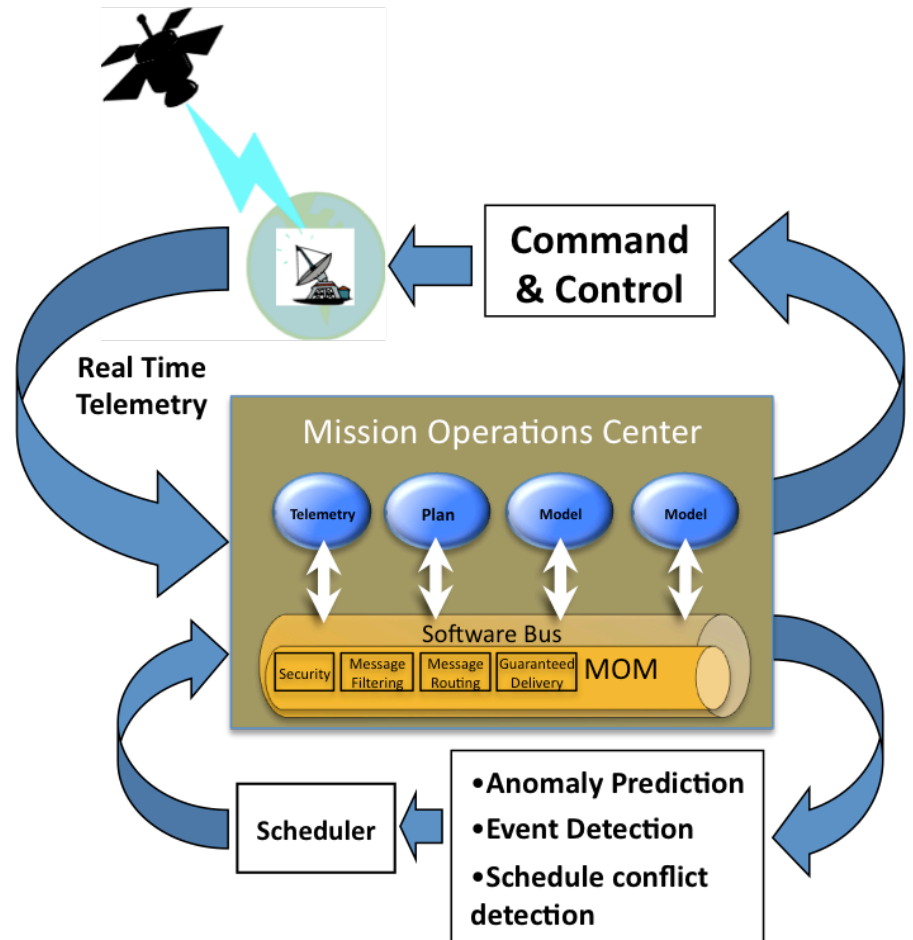 Command
& Control
Real Time
Telemetry
Mission Operations Center
Telemetry
Plan
Model
Model
Software Bus
Security
Message
Filtering
Message
Routing
Guaranteed
Delivery
MOM
•Anomaly Prediction
•Event Detection
•Schedule conflict
detection
Scheduler